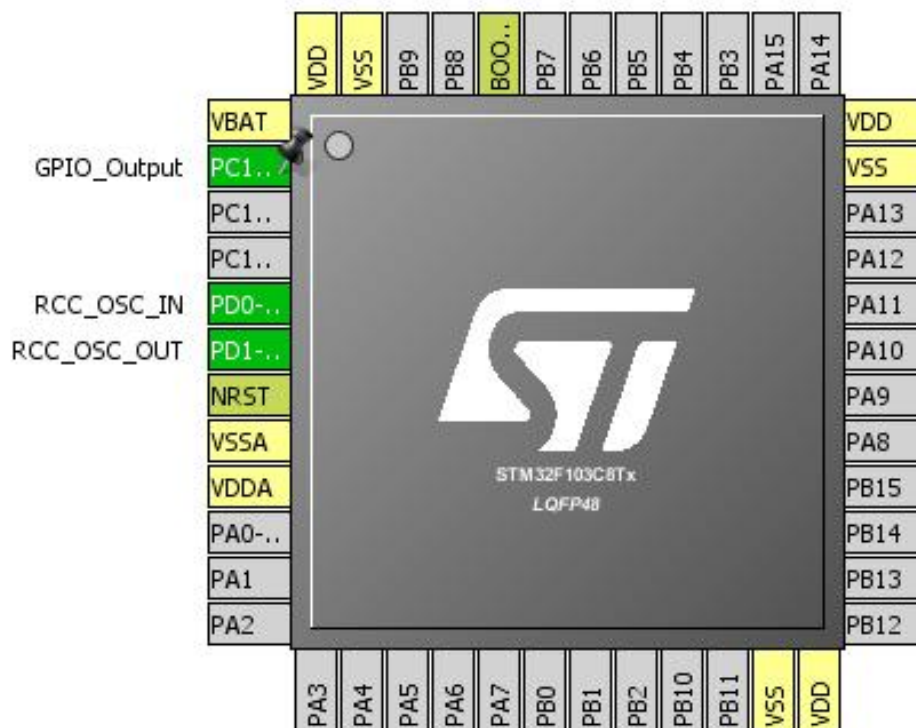 VDD VSS PB9 PB8 BOO.. PB7 PB6 PB5 PB4 PB3 PA15 PA14
VBAT
GPIO_Output PC1..
PC1..
PC1..
RCC_OSC_IN PD0-..
RCC_OSC_OUT PD1-..
NRST
VSSA
VDDA
PA0-..
PA1
PA2
VDD
VSS
PA13
PA12
PA11
PA10
PA9
PA8
PB15
PB14
PB13
PB12
ST
STM32F103C8Tx
LQFP48
PA3 PA4 PA5 PA6 PA7 PB0 PB1 PB2 PB10 PB11 VSS VDD